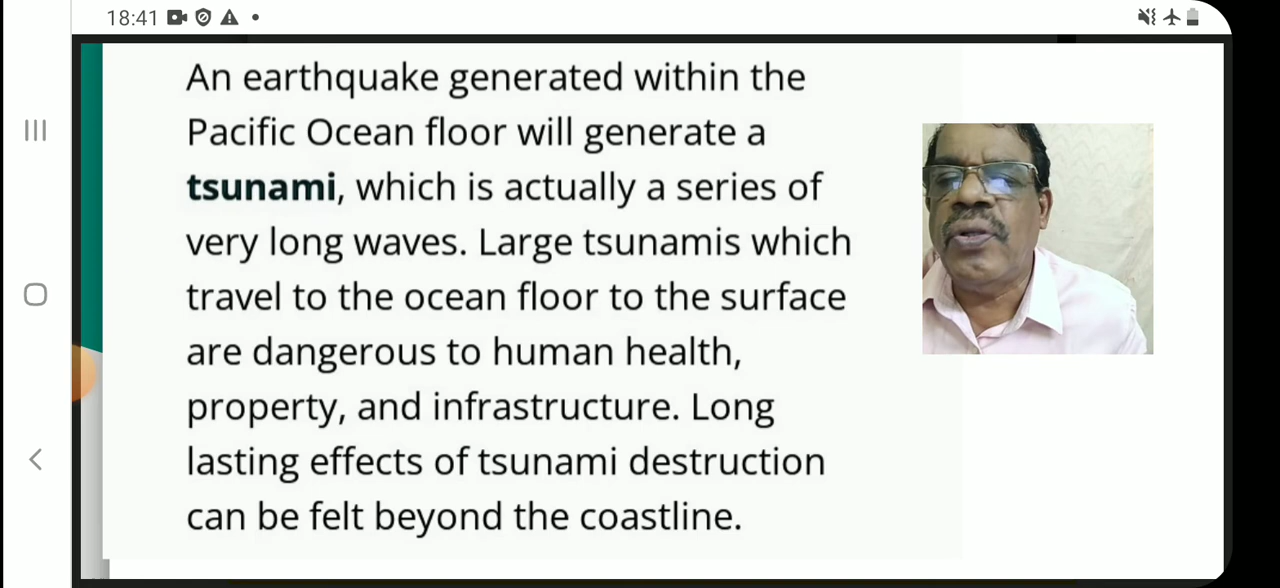 18:41
An earthquake generated within the
Pacific Ocean floor will generate a
tsunami, which is actually a series of
very long waves. Large tsunamis which
travel to the ocean floor to the surface
are dangerous to human health,
property, and infrastructure. Long
lasting effects of tsunami destruction
can be felt beyond the coastline.